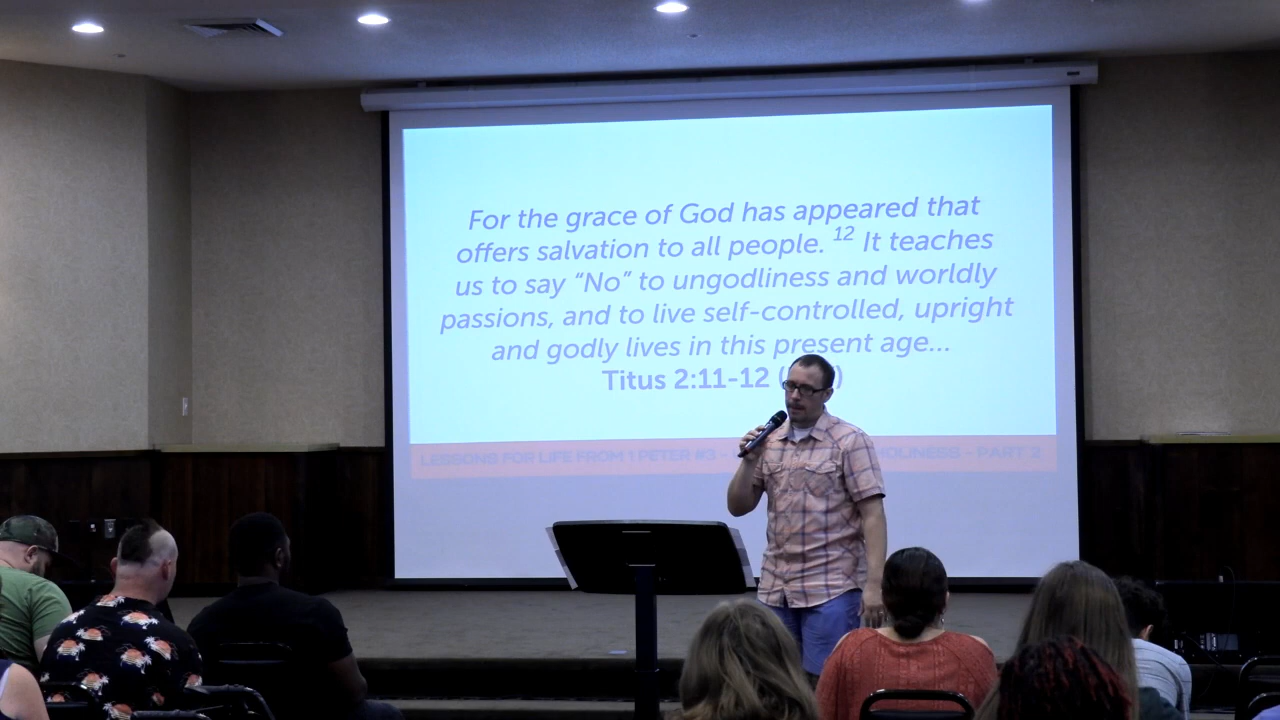 For the grace of God has appeared that
offers salvation to all people. 12 It teaches
us to say “No” to ungodliness and worldly
passions, and to live self-controlled, upright
and godly lives in this present age...
Titus 2:11-12 ( )
LESSONS FOR LIFE FROM 1 PETER #3 - HOLINESS - PART 2